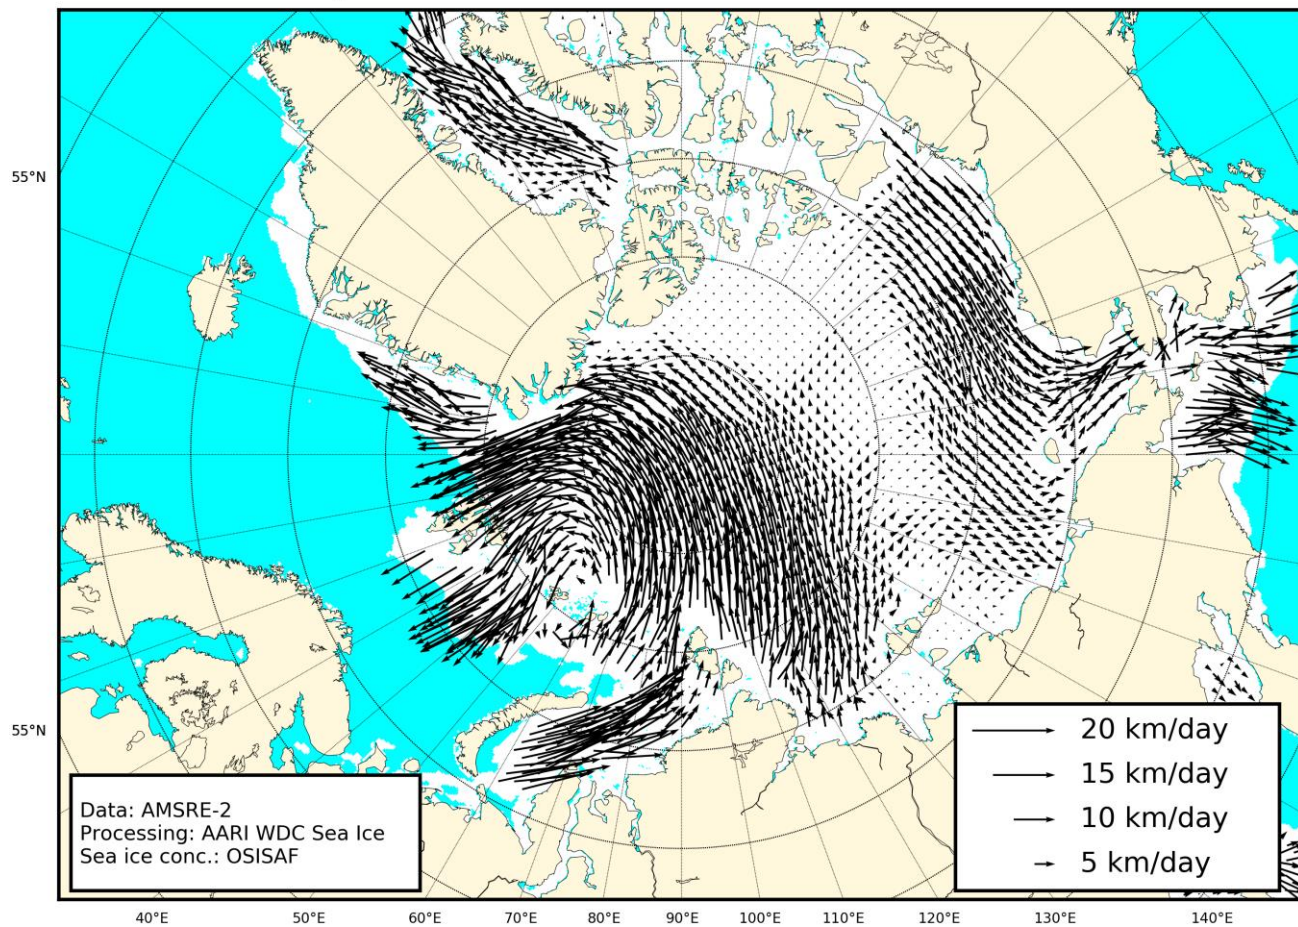 55°N
55°N
Data: AMSRE-2
Processing: AARI WDC Sea Ice
Sea ice conc.: OSISAF
20 km/day
15 km/day
10 km/day
5 km/day
40°E 50°E 60°E 70°E 80°E 90°E 100°E 110°E 120°E 130°E 140°E